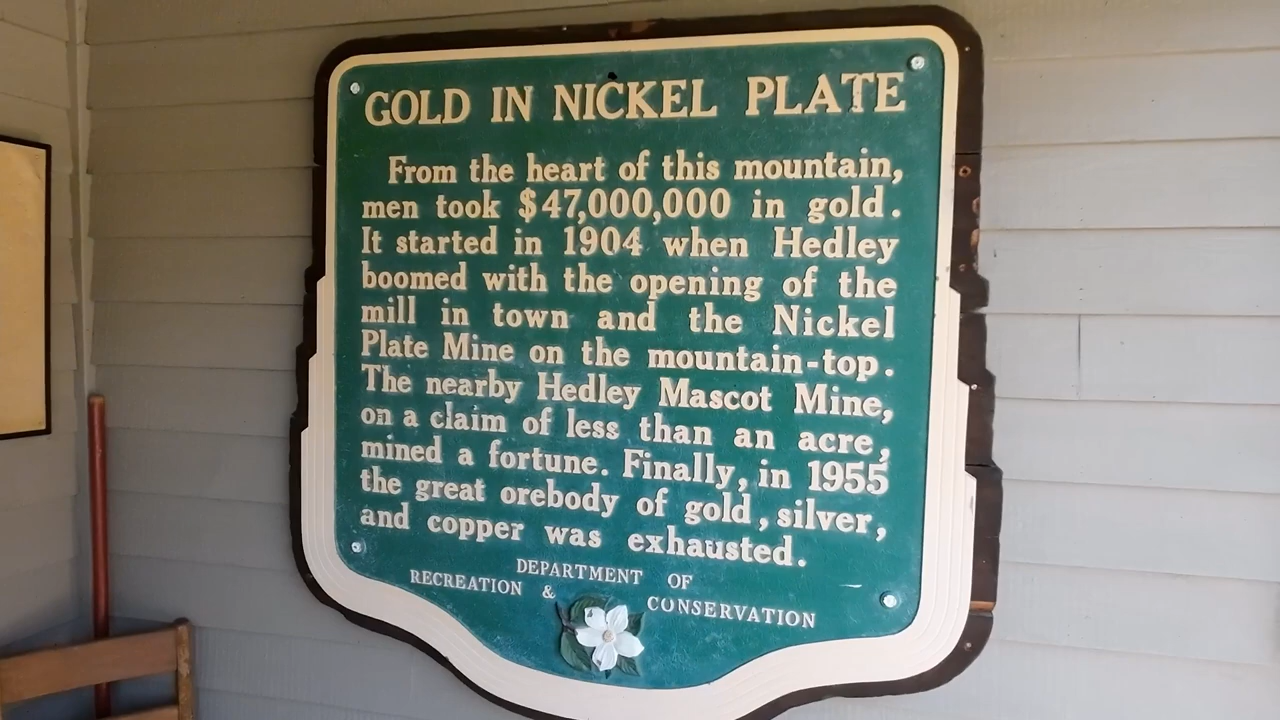 GOLD IN NICKEL PLATE
From the heart of this mountain,
men took $47,000,000 in gold.
It started in 1904 when Hedley
boomed with the opening of the
mill in town and the Nickel
Plate Mine on the mountain-top.
The nearby Hedley Mascot Mine,
on a claim of less than an acre,
mined a fortune. Finally, in 1955
the great orebody of gold, silver,
and copper was exhausted.
DEPARTMENT OF
RECREATION & CONSERVATION